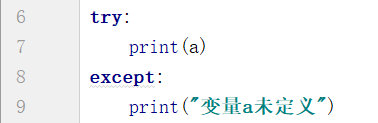 6 try:
7     print(a)
8 except:
9     print("变量a未定义")